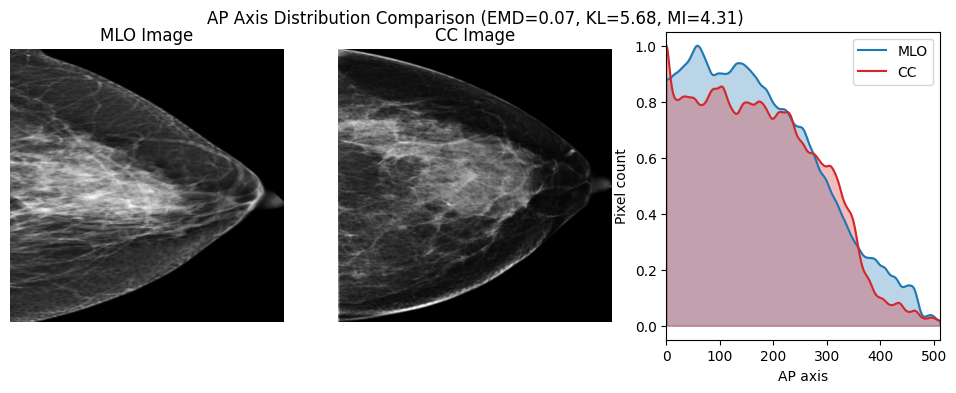 AP Axis Distribution Comparison (EMD=0.07, KL=5.68, MI=4.31)
MLO Image
CC Image
MLO
CC
Pixel count
1.0
0.8
0.6
0.4
0.2
0.0
0 100 200 300 400 500
AP axis